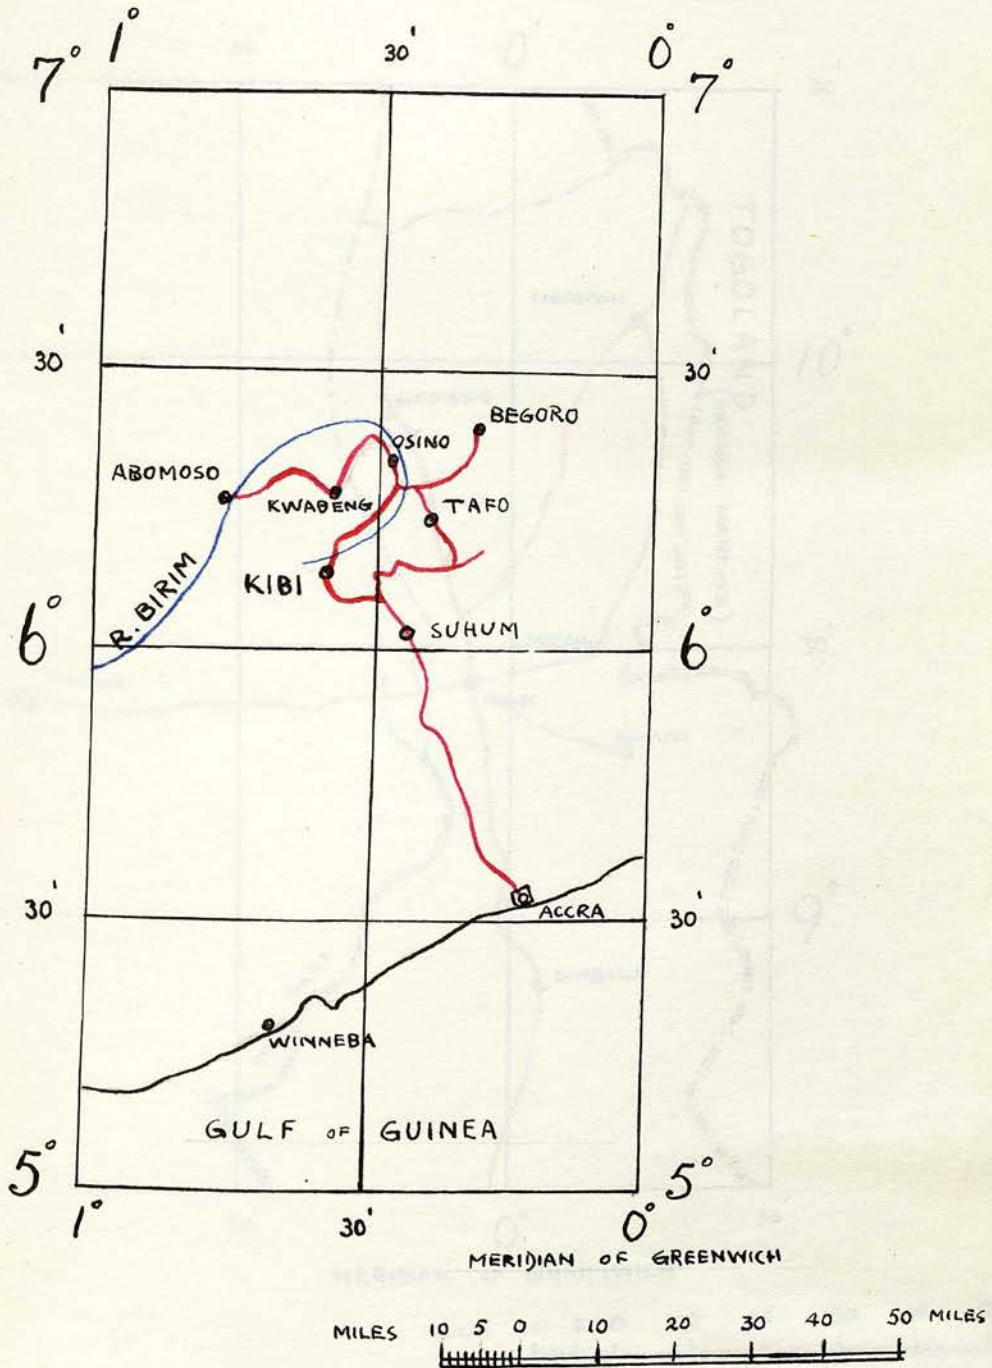 1° 30' 0°
7° 7°
30' 30'
BEGORO
OSINO
ABOMOSO
KWABENG
TAFO
KIBI
R. BIRIM
SUHUM
6° 6°
30' 30'
ACCRA
WINNEBA
GULF OF GUINEA
5° 5°
1° 30' 0°
MERIDIAN OF GREENWICH
MILES 10 5 0 10 20 30 40 50 MILES